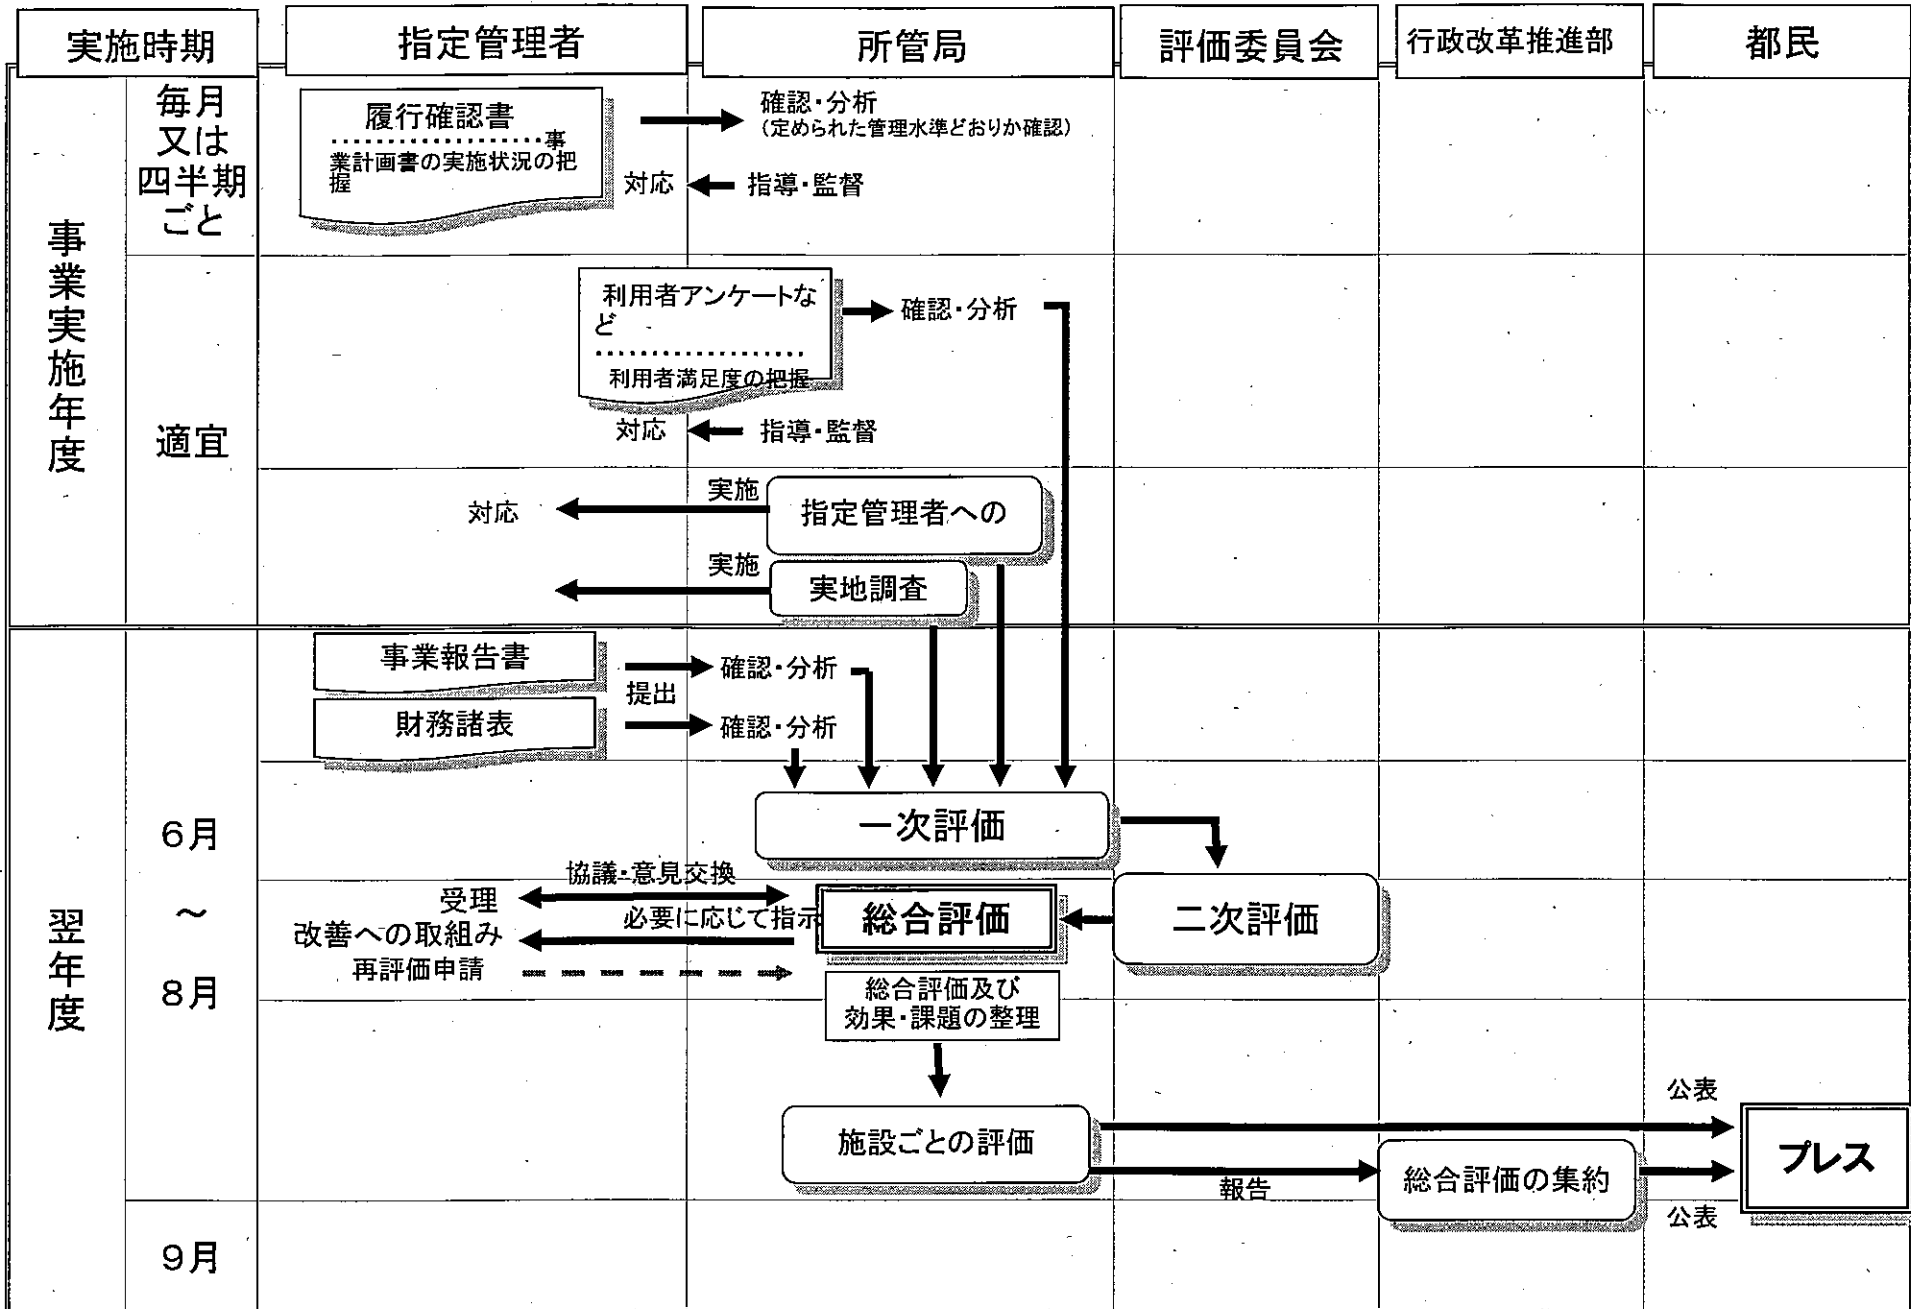 実施時期
指定管理者
所管局
評価委員会
行政改革推進部
都民
事業実施年度
毎月
又は
四半期
ごと
履行確認書
・・・・・・・・・・・・・・・・・・事
業計画書の実施状況の把
握
確認・分析
（定められた管理水準どおりか確認）
対応
指導・監督
適宜
利用者アンケートな
ど
・・・・・・・・・・・・・・・・・・
利用者満足度の把握
確認・分析
対応
指導・監督
実施
対応
指定管理者への
実施
実地調査
翌年度
6月
～
8月
事業報告書
確認・分析
提出
財務諸表
確認・分析
一次評価
協議・意見交換
受理
必要に応じて指示
改善への取組み
再評価申請
総合評価
二次評価
総合評価及び
効果・課題の整理
施設ごとの評価
公表
プレス
報告
総合評価の集約
公表
9月